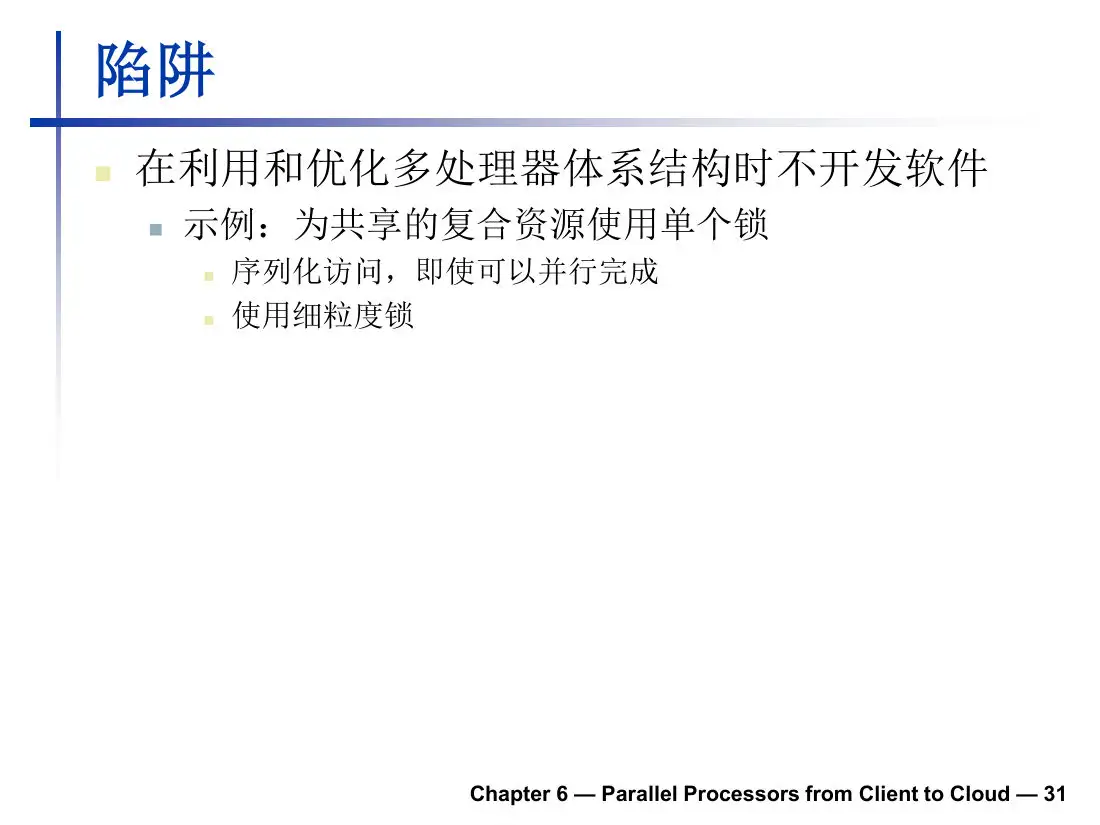 陷阱
在利用和优化多处理器体系结构时不开发软件
示例：为共享的复合资源使用单个锁
序列化访问，即使可以并行完成
使用细粒度锁
Chapter 6 — Parallel Processors from Client to Cloud — 31